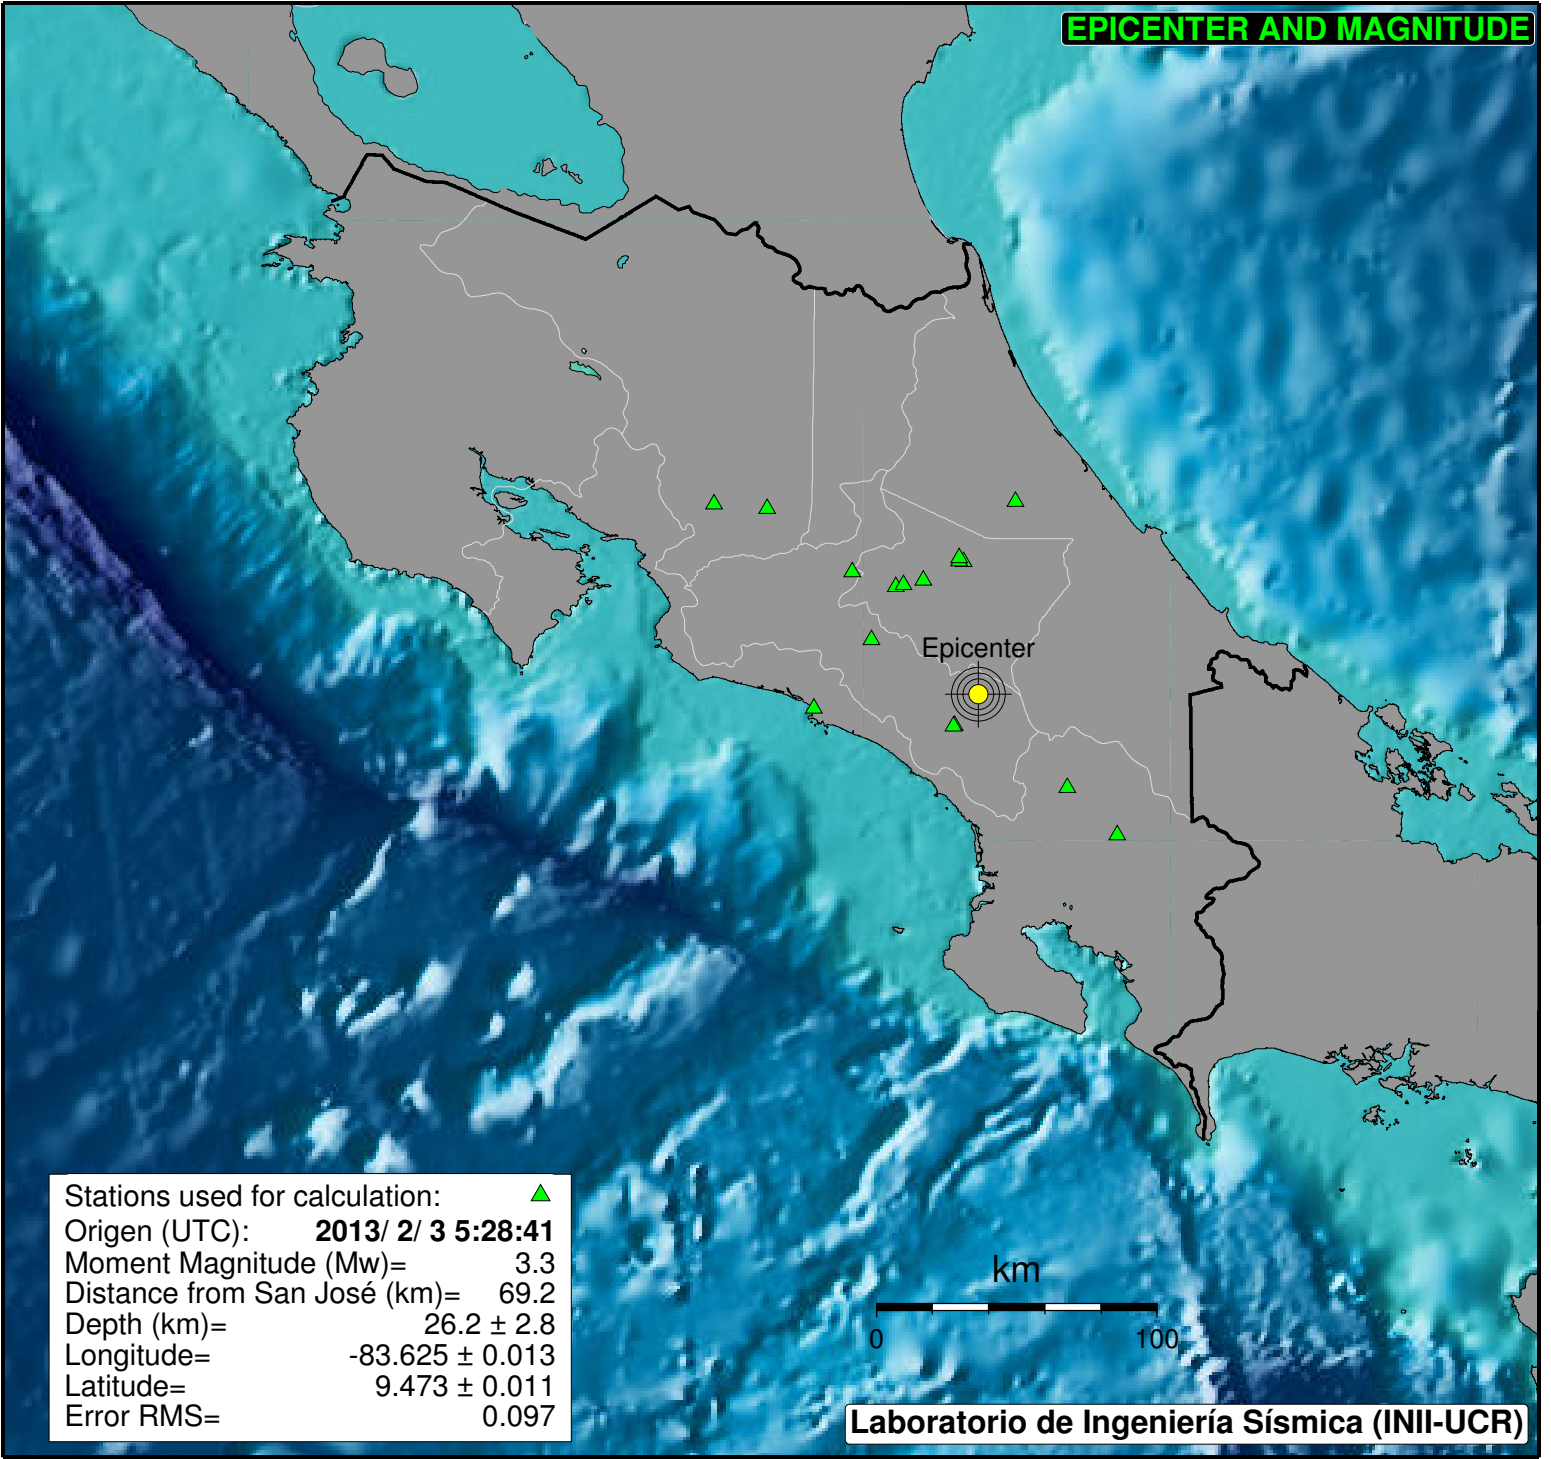 EPICENTER AND MAGNITUDE
Epicenter
Stations used for calculation:
Origen (UTC): 2013/ 2/ 3 5:28:41
Moment Magnitude (Mw)= 3.3
Distance from San José (km)= 69.2
Depth (km)= 26.2 ± 2.8
Longitude= -83.625 ± 0.013
Latitude= 9.473 ± 0.011
Error RMS= 0.097
km
0 100
Laboratorio de Ingeniería Sísmica (INII-UCR)